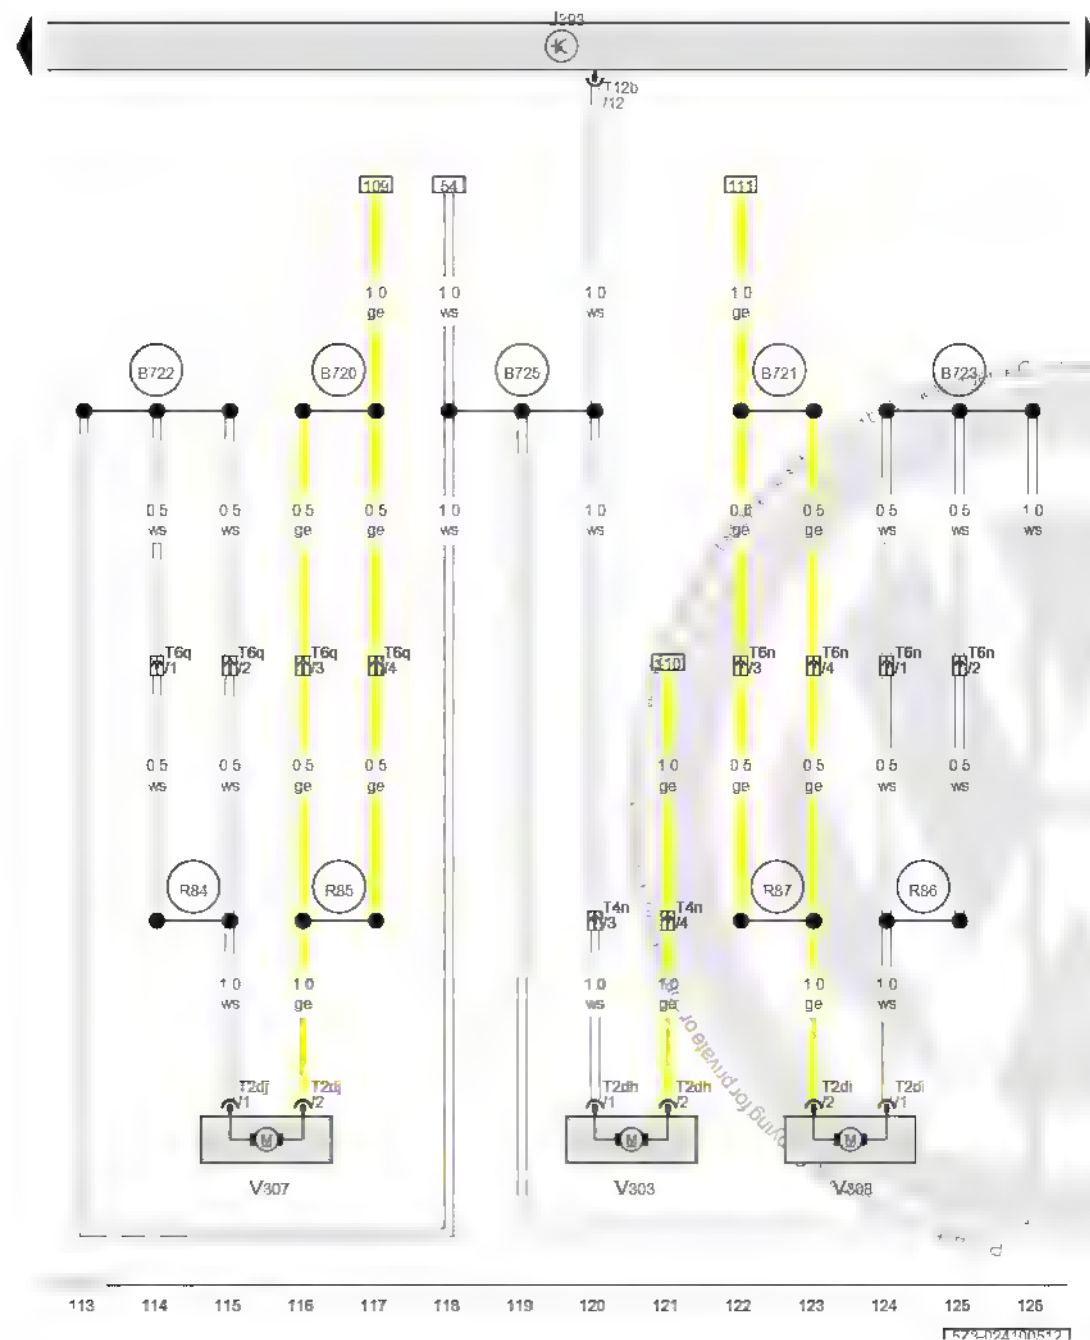 J393
K
T12b
/12
109 54 111
1.0 1.0 1.0 1.0
ge ws ws ge
B722 B720 B725 B721 B723
0.5 0.5 0.5 0.5 1.0 1.0 0.5 0.5 0.5 0.5 1.0
ws ws ge ge ws ws ge ge ws ws ws
T6q T6q T6q T6q T6n T6n T6n T6n
/1 /2 /3 /4 110 /3 /4 /1 /2
0.5 0.5 0.5 0.5 1.0 0.5 0.5 0.5 0.5
ws ws ge ge ge ge ge ws ws
R84 R85 R87 R86
T4n T4n
/3 /4
1.0 1.0 1.0 1.0 1.0 1.0
ws ge ws ge ge ws
opying for private or
T2dj T2dj T2dh T2dh T2di T2di
/1 /2 /1 /2 /2 /1
M M M
V307 V303 V308
113 114 115 116 117 118 119 120 121 122 123 124 125 126
573-024100512